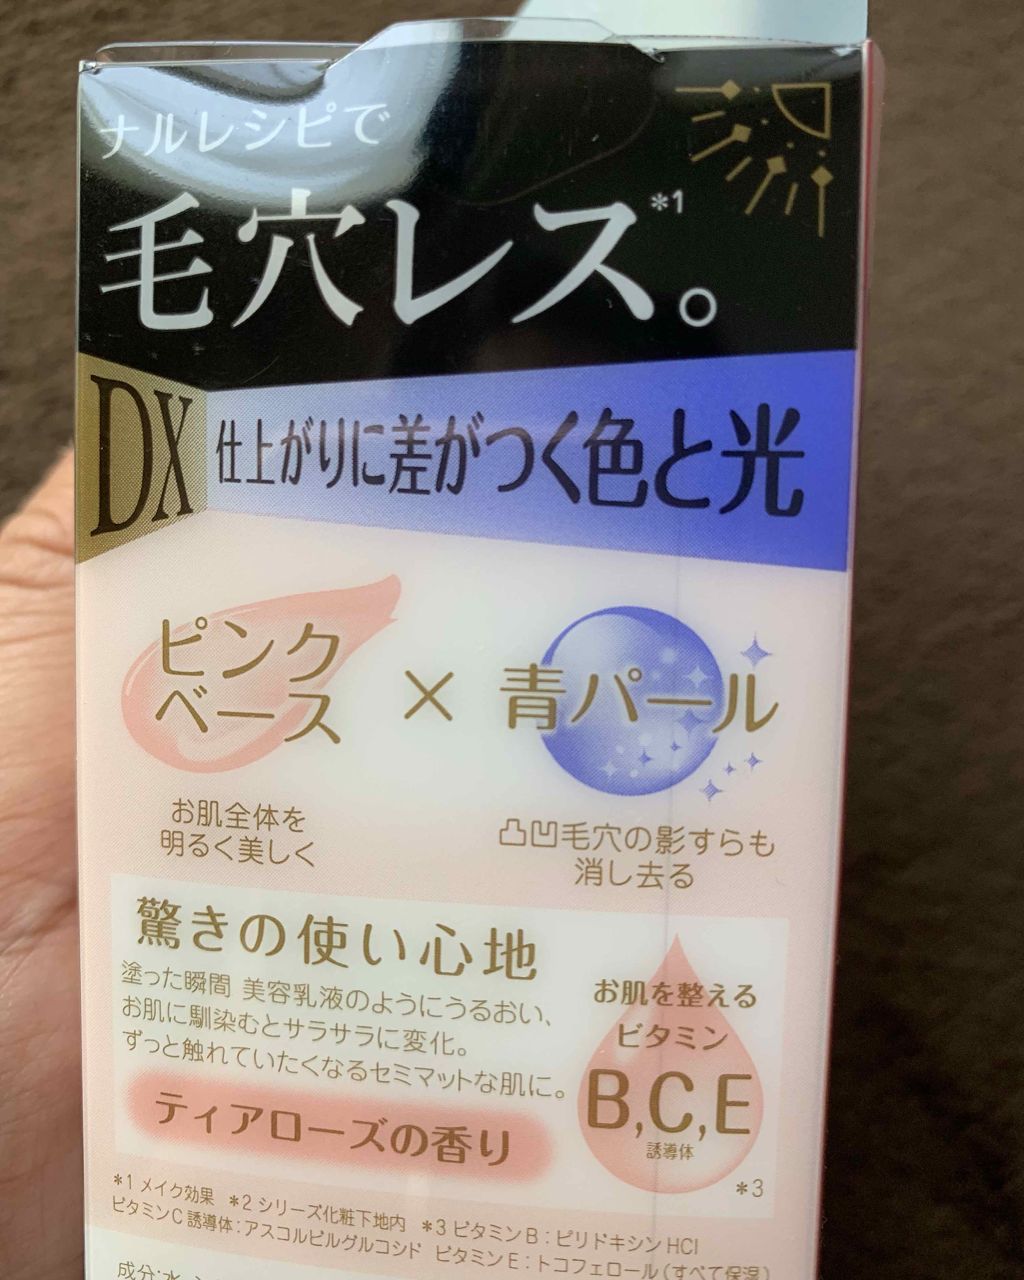 ナルレシピで
毛穴レス。*1
DX 仕上がりに差がつく色と光
ピンク
ベース
×
青パール
お肌全体を
明るく美しく
凸凹毛穴の影すらも
消し去る
驚きの使い心地
塗った瞬間 美容乳液のようにうるおい、
お肌に馴染むとサラサラに変化。
ずっと触れていたくなるセミマットな肌に。
ティアローズの香り
お肌を整える
ビタミン
B,C,E
誘導体
*3
*1 メイク効果 *2 シリーズ化粧下地内 *3 ビタミンB：ピリドキシンHCl
ビタミンC誘導体：アスコルビルグルコシド ビタミンE：トコフェロール(すべて保湿)
成分:水、